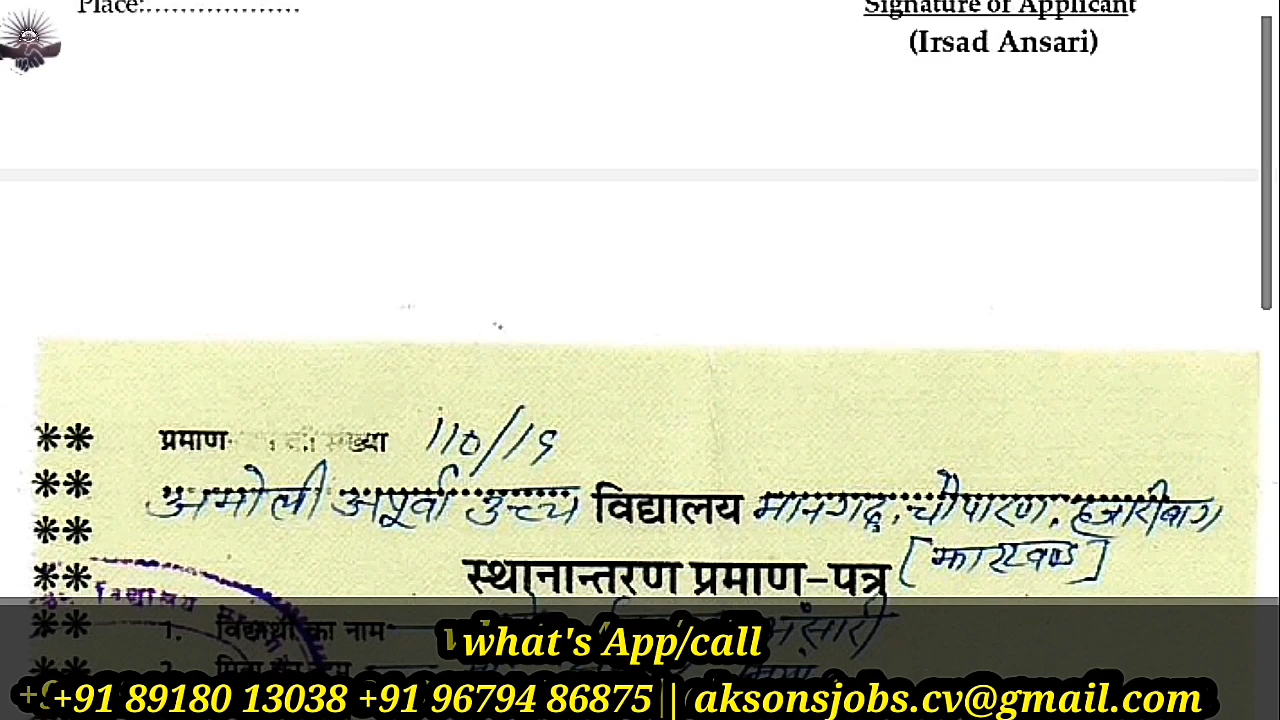 Place:..................
Signature of Applicant
(Irsad Ansari)
** प्रमाण संख्या 110/19
** अमोली अपूर्वा उच्च विद्यालय मानगढ़, चौपारण, हजारीबाग
** [झारखण्ड]
** स्थानान्तरण प्रमाण-पत्र
** 1. विद्यार्थी का नाम अंसारी
** 2.
what's App/call
+91 89180 13038 +91 96794 86875 || aksonsjobs.cv@gmail.com